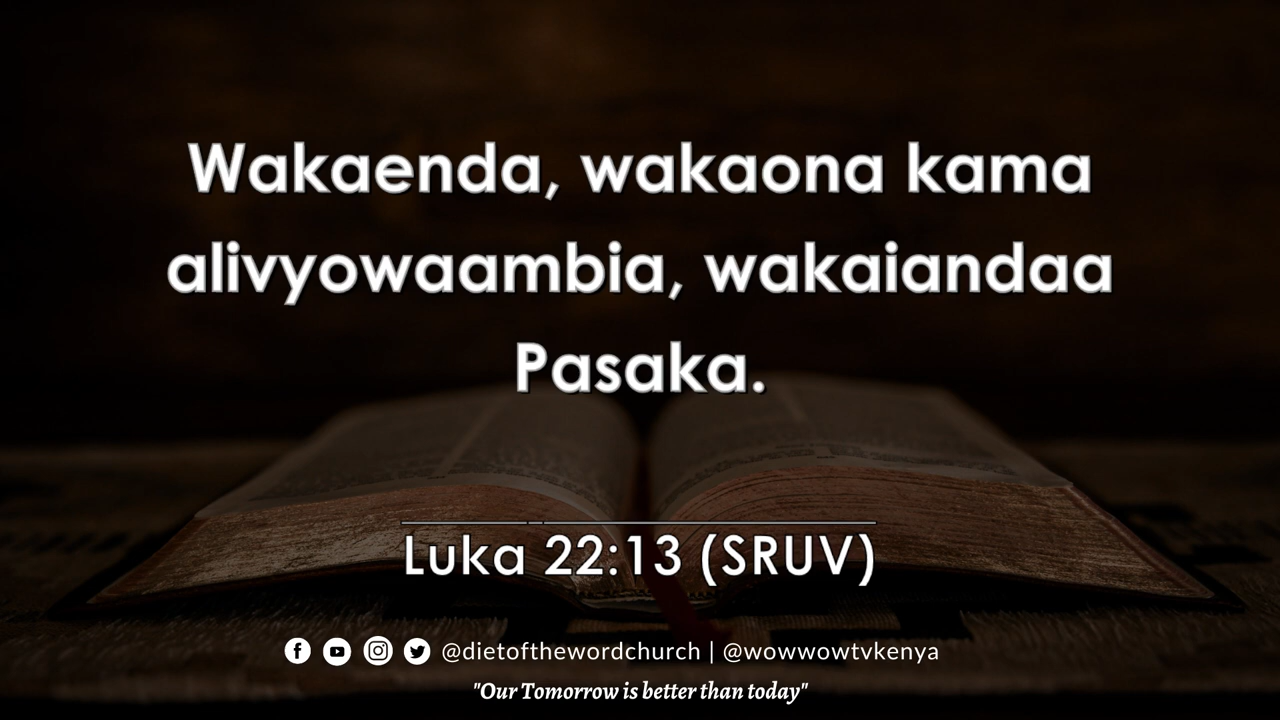 Wakaenda, wakaona kama
alivyowaambia, wakaiandaa
Pasaka.
Luka 22:13 (SRUV)
@dietofthewordchurch | @wowwowtvkenya
"Our Tomorrow is better than today"